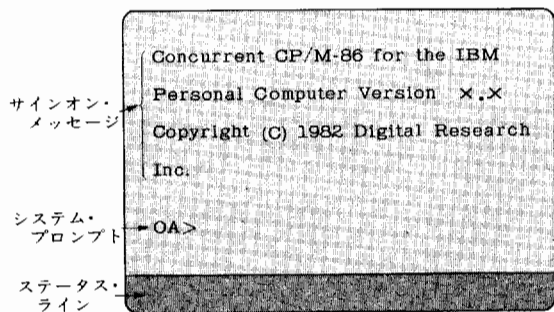 Concurrent CP/M-86 for the IBM
Personal Computer Version ×.×
Copyright (C) 1982 Digital Research
Inc.
サインオン・
メッセージ
システム・
プロンプト
0A>
ステータス・
ライン